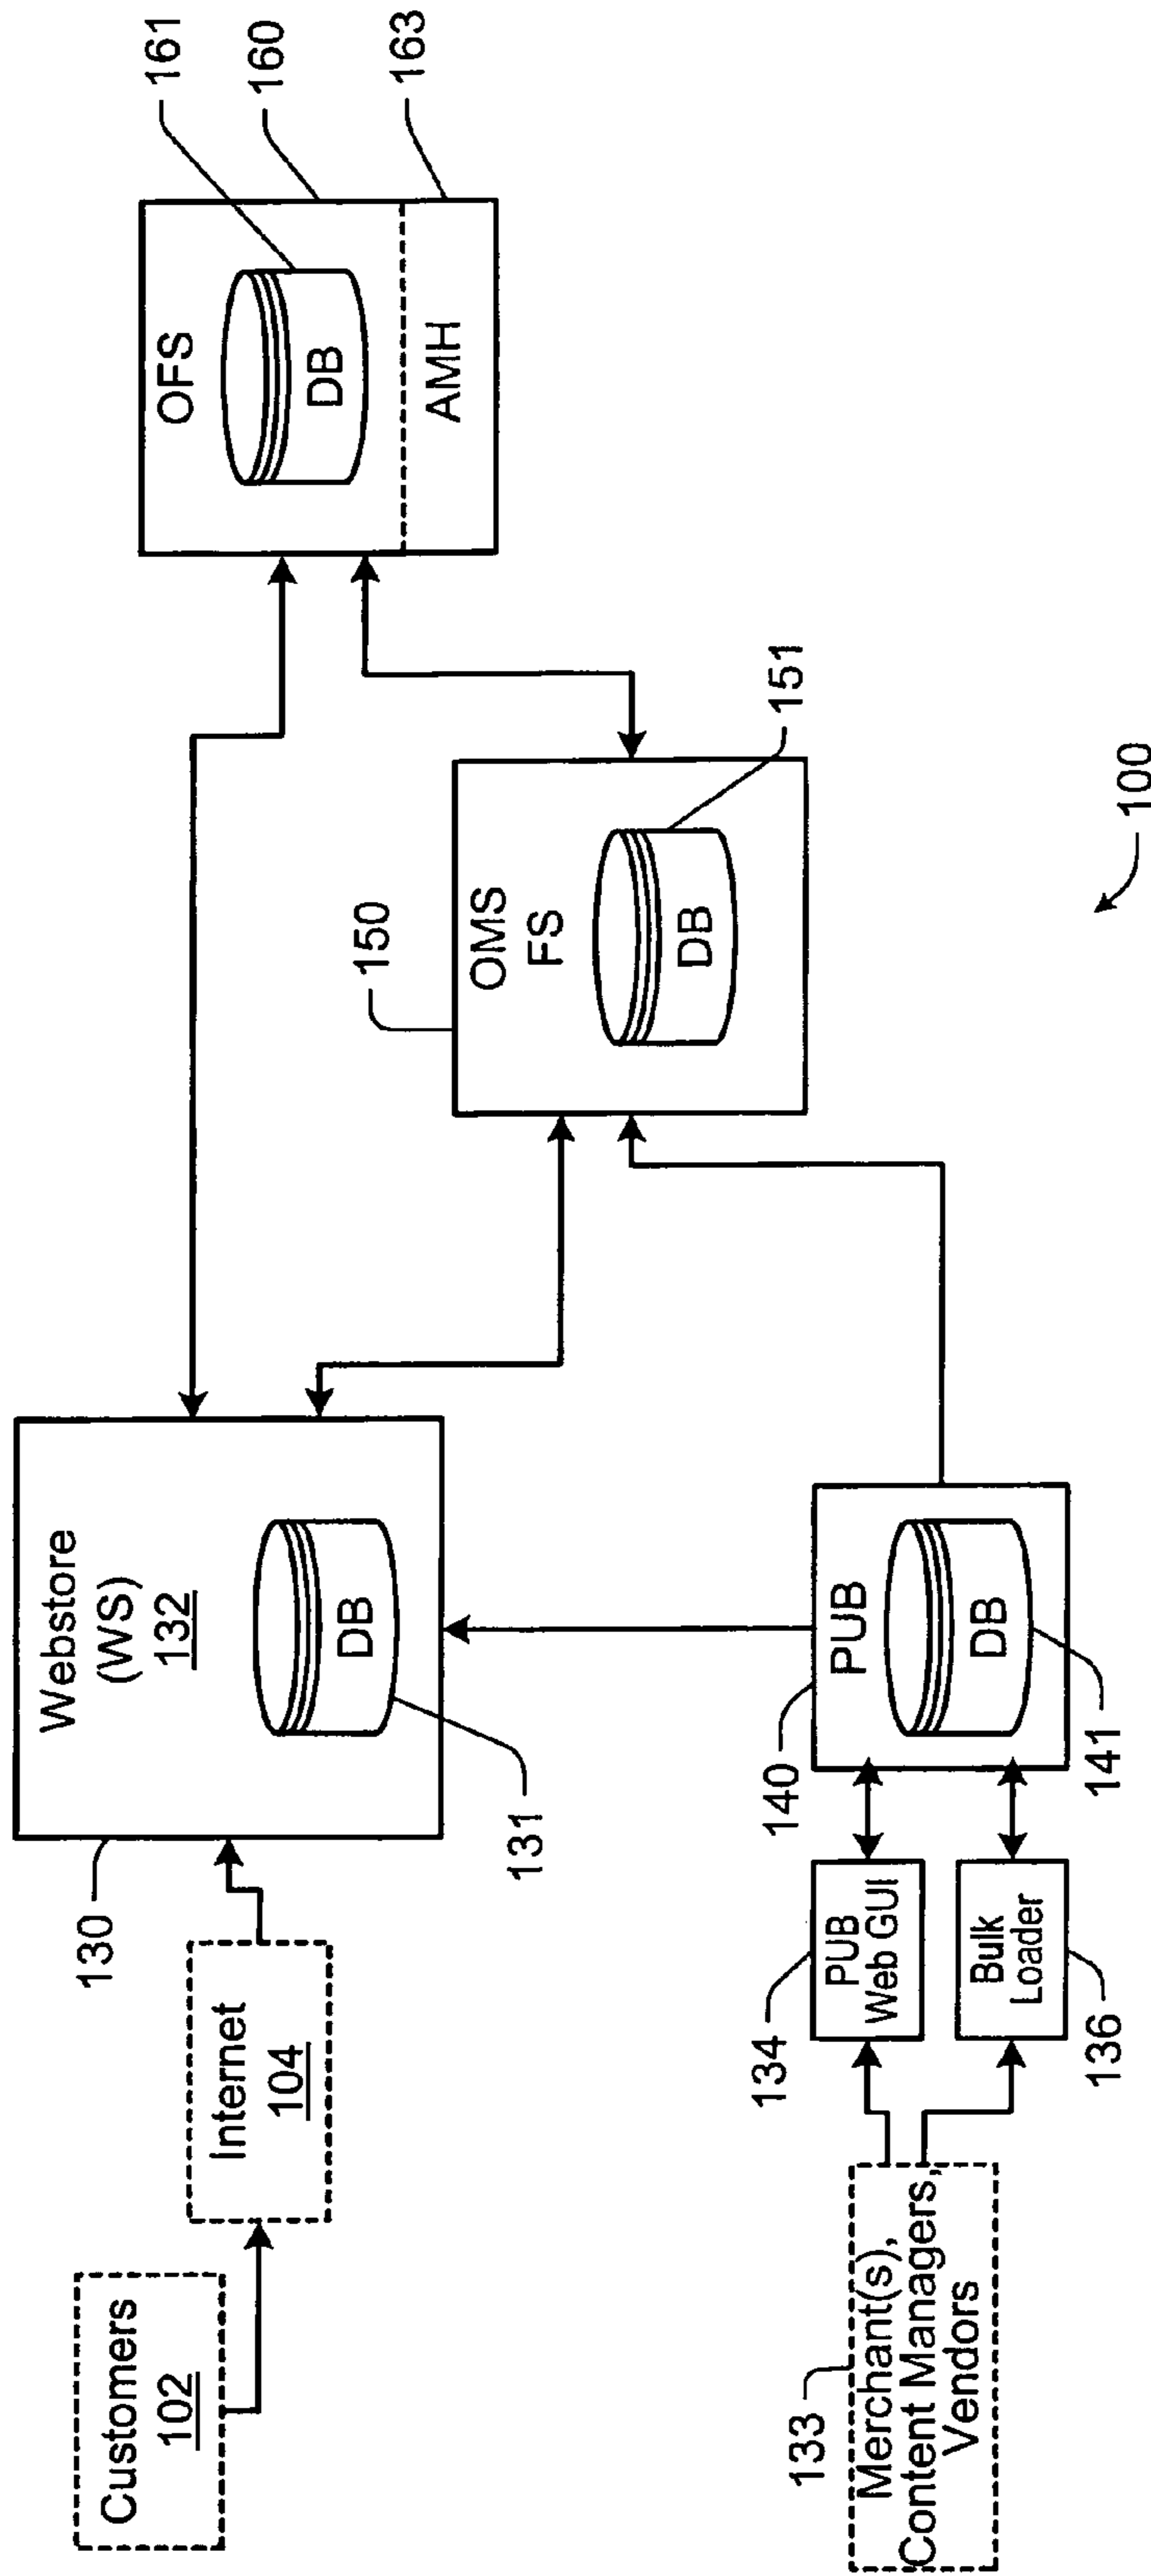 Customers
102
Internet
104
130
Webstore
(WS)
132
DB
131
OFS
DB
AMH
161
160
163
150
OMS
FS
DB
151
133
Merchant(s),
Content Managers,
Vendors
134
PUB
Web GUI
Bulk
Loader
136
140
PUB
DB
141
100